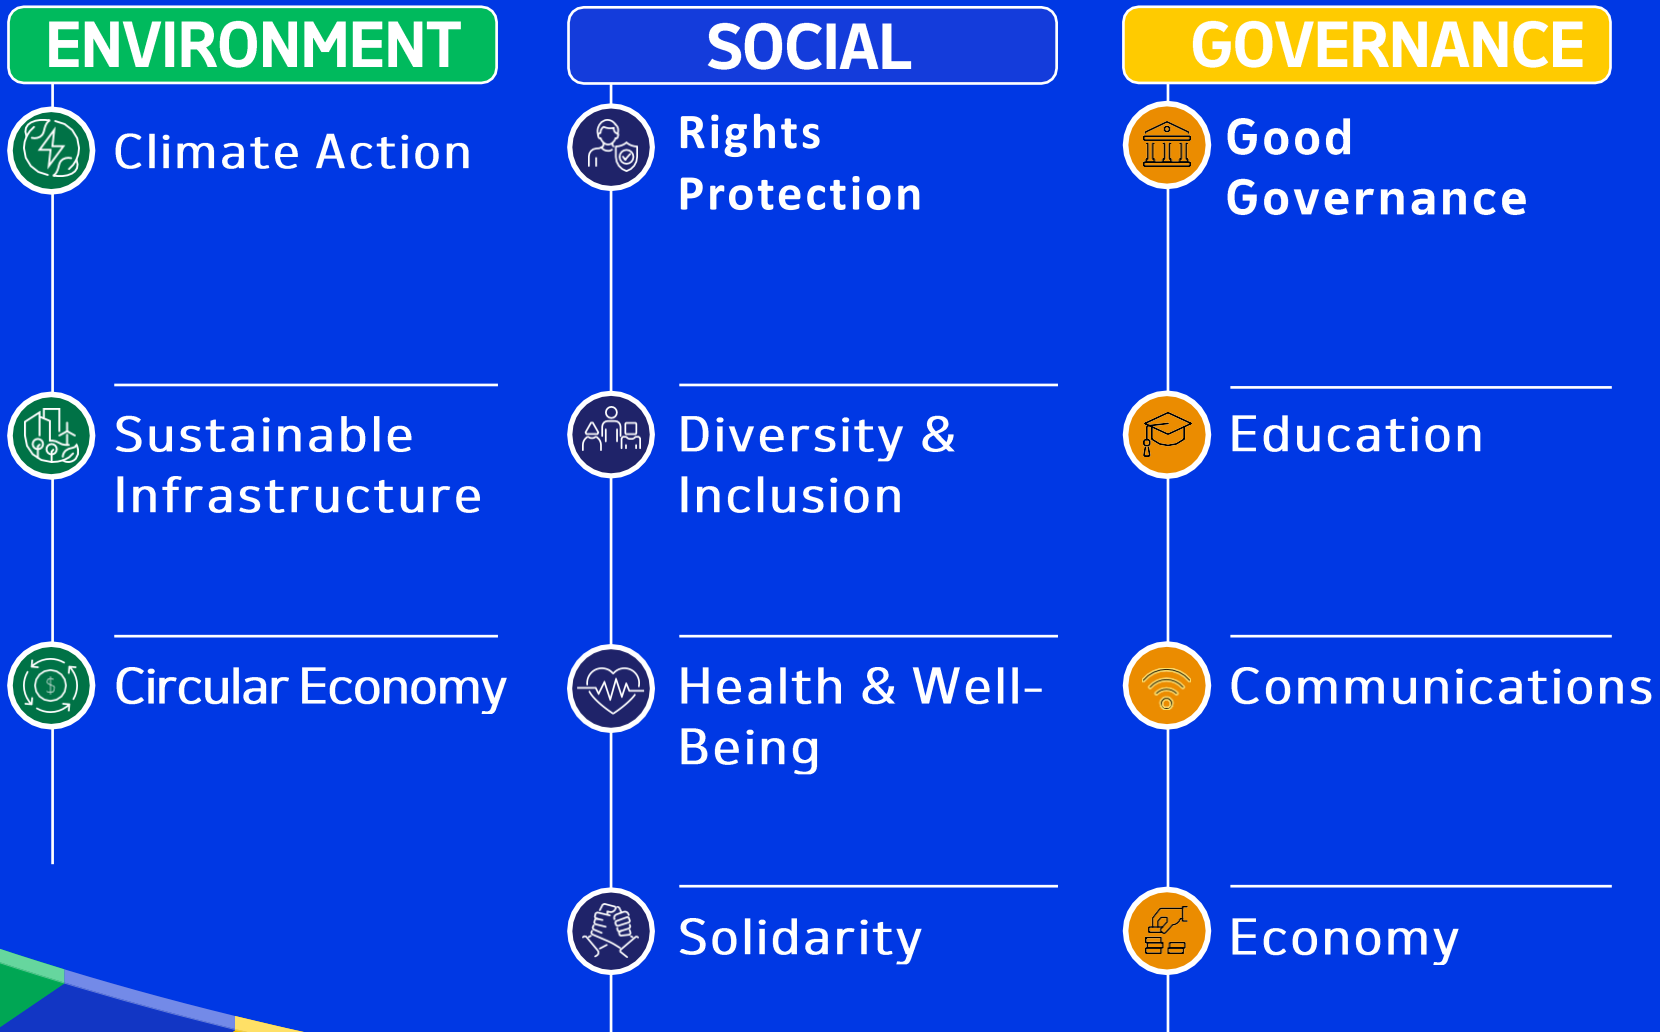 ENVIRONMENT
Climate Action
Sustainable
Infrastructure
Circular Economy
SOCIAL
Rights
Protection
Diversity &
Inclusion
Health & Well-
Being
Solidarity
GOVERNANCE
Good
Governance
Education
Communications
Economy